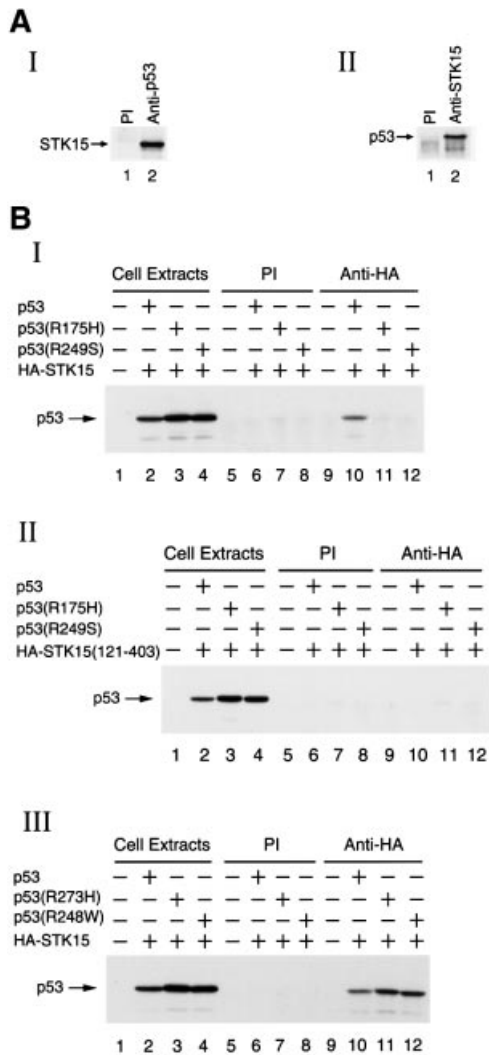 A
I
II
PI
Anti-p53
PI
Anti-STK15
STK15
p53
1 2
1 2
B
I
Cell Extracts PI Anti-HA
p53 – + – – – + – – – + – –
p53(R175H) – – + – – – + – – – + –
p53(R249S) – – – + – – – + – – – +
HA-STK15 – + + + – + + + – + + +
p53
1 2 3 4 5 6 7 8 9 10 11 12
II
Cell Extracts PI Anti-HA
p53 – + – – – + – – – + – –
p53(R175H) – – + – – – + – – – + –
p53(R249S) – – – + – – – + – – – +
HA-STK15(121-403) – + + + – + + + – + + +
p53
1 2 3 4 5 6 7 8 9 10 11 12
III
Cell Extracts PI Anti-HA
p53 – + – – – + – – – + – –
p53(R273H) – – + – – – + – – – + –
p53(R248W) – – – + – – – + – – – +
HA-STK15 – + + + – + + + – + + +
p53
1 2 3 4 5 6 7 8 9 10 11 12